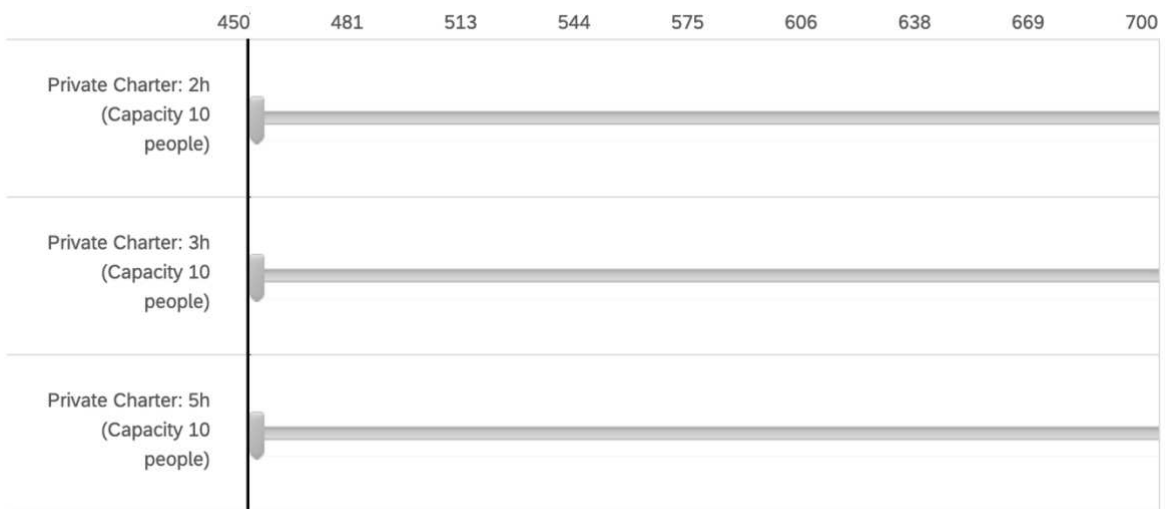 450 481 513 544 575 606 638 669 700
Private Charter: 2h
(Capacity 10
people)
Private Charter: 3h
(Capacity 10
people)
Private Charter: 5h
(Capacity 10
people)